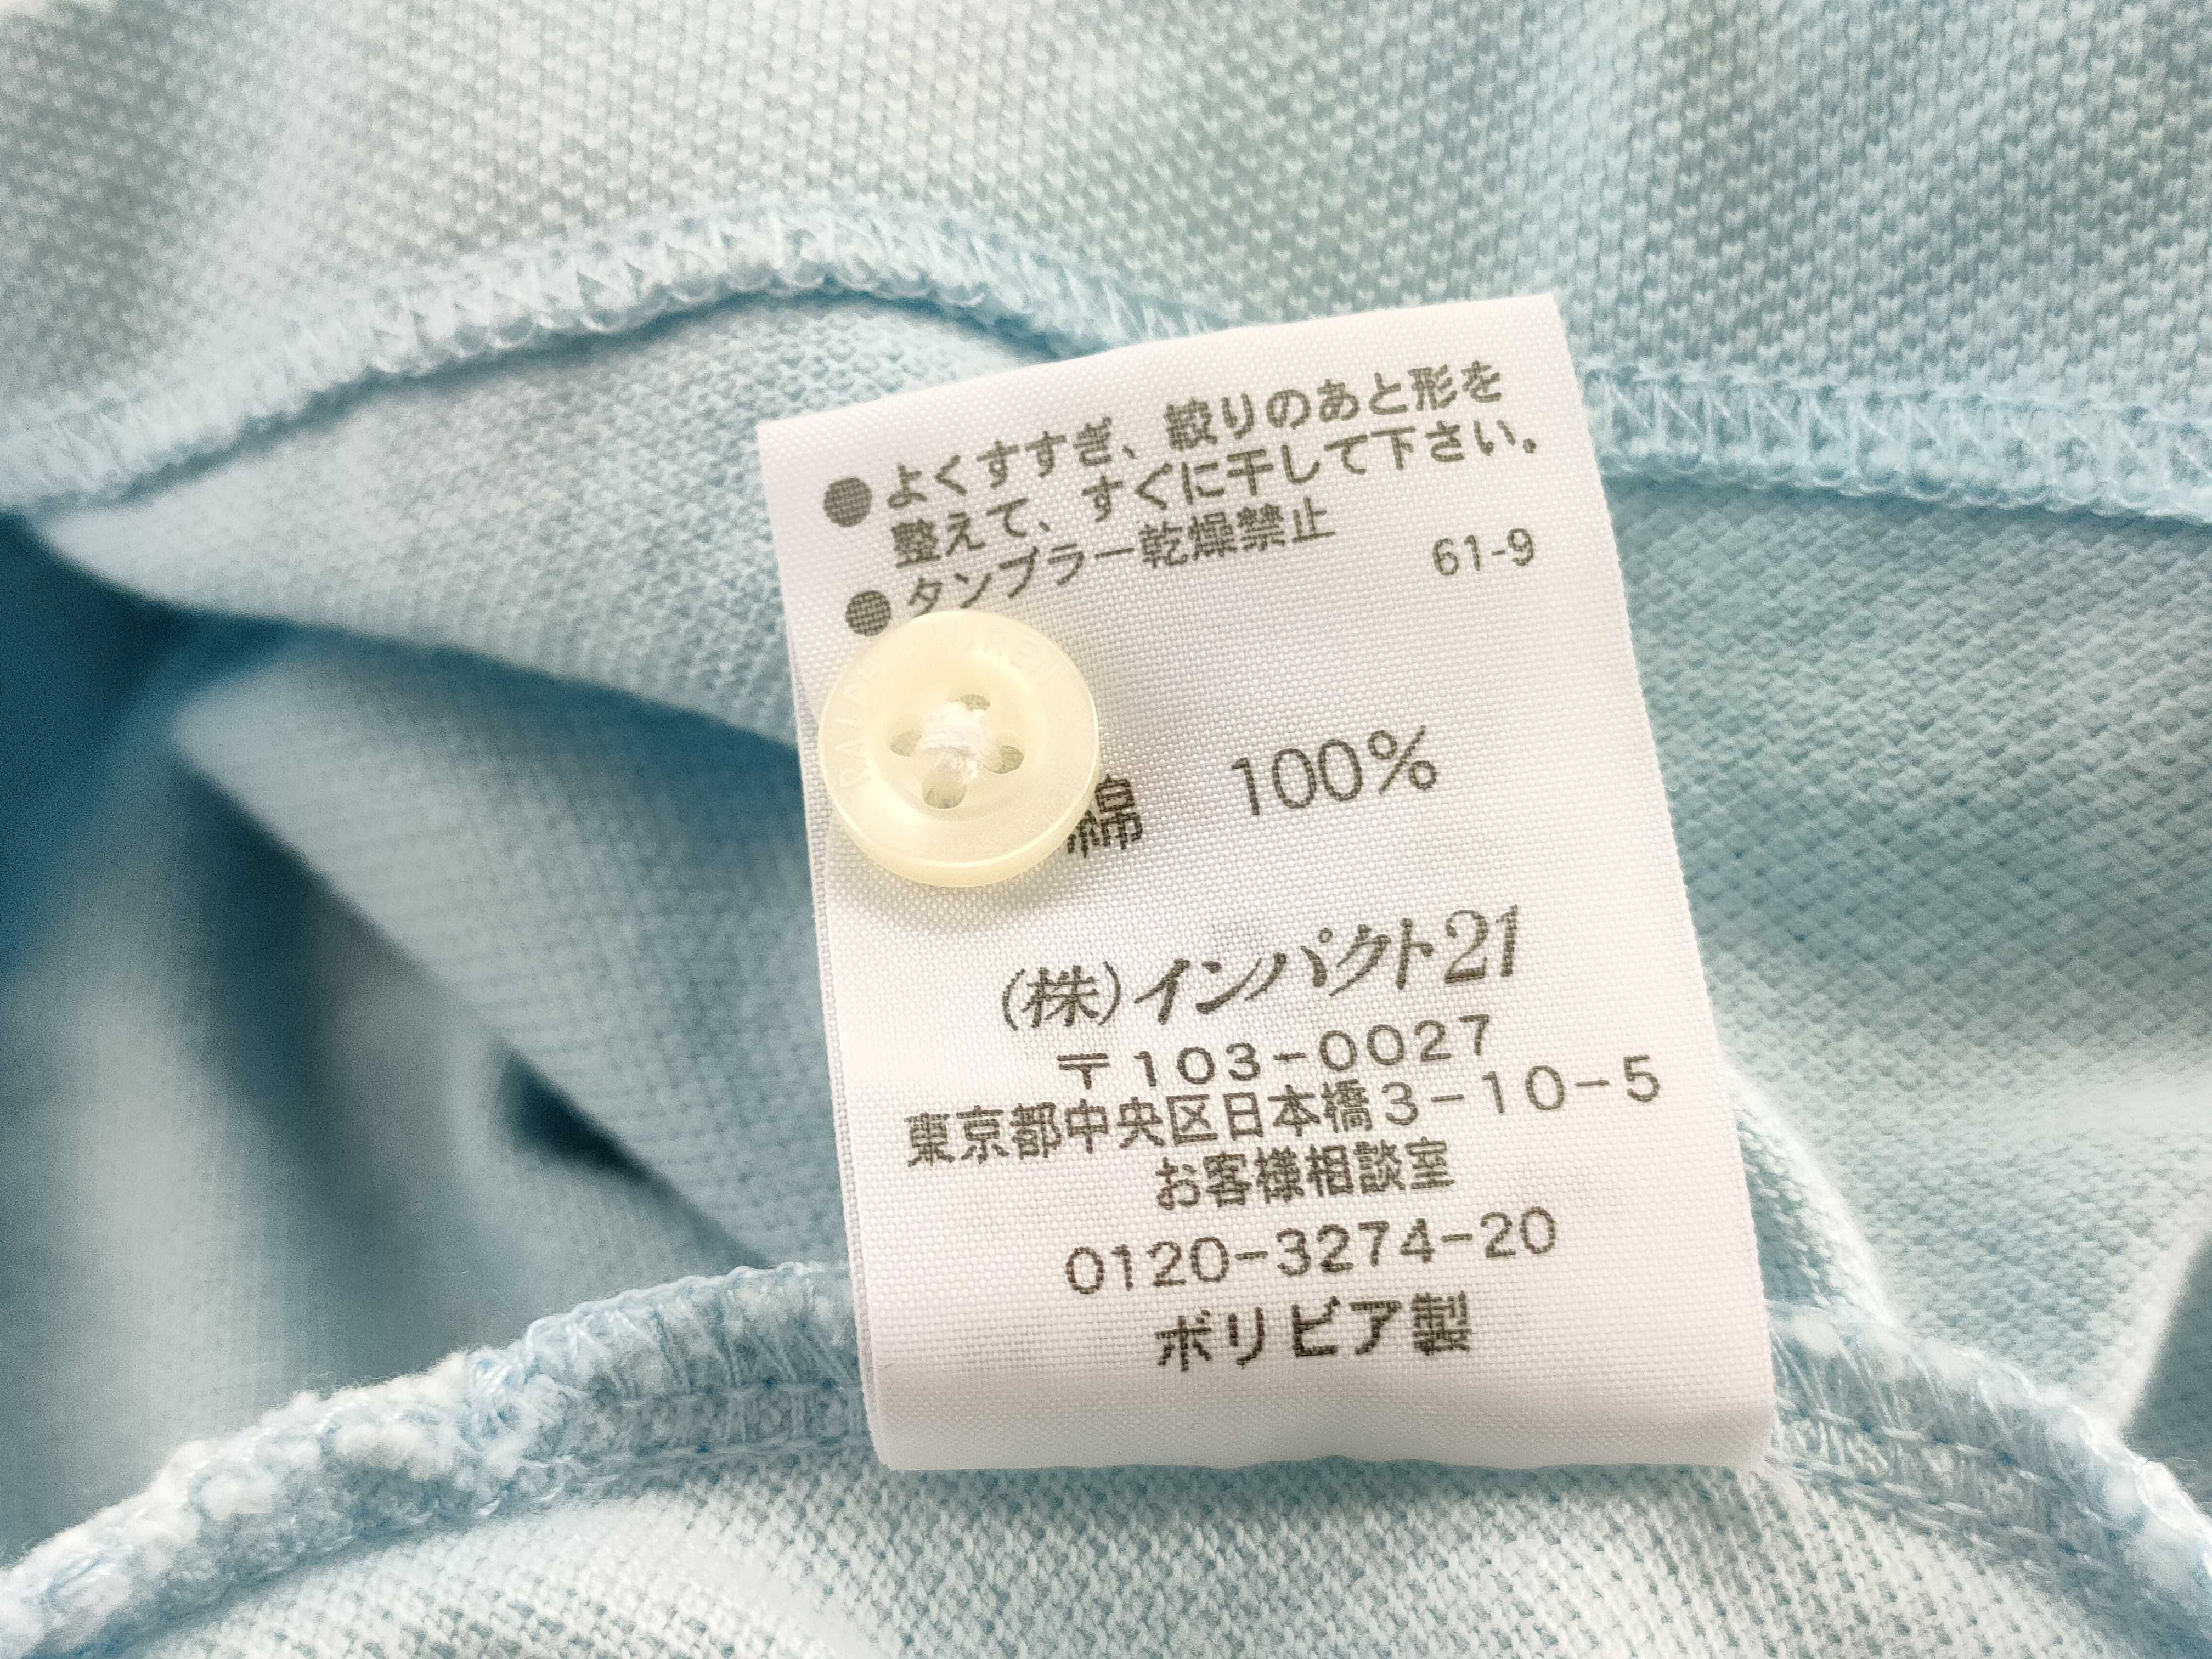 ●よくすすぎ、絞りのあと形を
整えて、すぐに干して下さい。
●タンブラー乾燥禁止
61-9
RALPH LAUREN
綿 100%
(株)インパクト21
〒103-0027
東京都中央区日本橋3-10-5
お客様相談室
0120-3274-20
ボリビア製